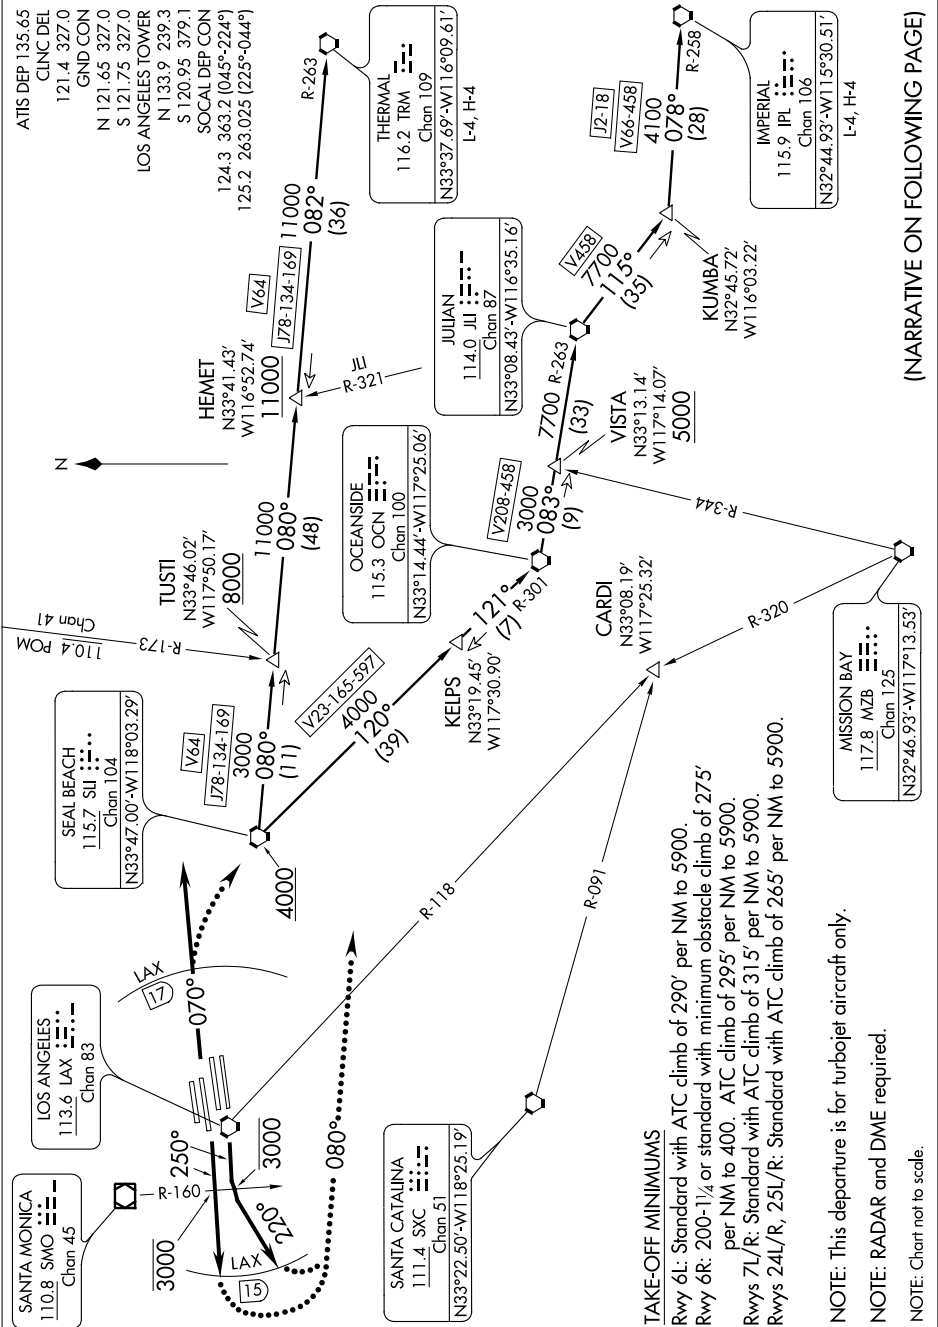 ATIS DEP 135.65
CLNC DEL
121.4 327.0
GND CON
N 121.65 327.0
S 121.75 327.0
LOS ANGELES TOWER
N 133.9 239.3
S 120.95 379.1
SOCAL DEP CON
124.3 363.2 (045°-224°)
125.2 263.025 (225°-044°)
SANTA MONICA
110.8 SMO
Chan 45
LOS ANGELES
113.6 LAX
Chan 83
SEAL BEACH
115.7 SLI
Chan 104
N33°47.00'-W118°03.29'
110.4 POM
Chan 41
R-173
TUSTI
N33°46.02'
W117°50.17'
8000
N
HEMET
N33°41.43'
W116°52.74'
11000
THERMAL
116.2 TRM
Chan 109
N33°37.69'-W116°09.61'
L-4, H-4
R-263
V64
J78-134-169
11000
082°
(36)
JLI
R-321
11000
080°
(48)
V64
J78-134-169
3000
080°
(11)
4000
V23-165-597
4000
120°
(39)
KELPS
N33°19.45'
W117°30.90'
121°
(7)
R-301
OCEANSIDE
115.3 OCN
Chan 100
N33°14.44'-W117°25.06'
V208-458
3000
083°
(9)
VISTA
N33°13.14'
W117°14.07'
5000
7700
R-263
(33)
JULIAN
114.0 JLI
Chan 87
N33°08.43'-W116°35.16'
V458
7700
115°
(35)
KUMBA
N32°45.72'
W116°03.22'
J2-18
V66-458
4100
078°
(28)
R-258
IMPERIAL
115.9 IPL
Chan 106
N32°44.93'-W115°30.51'
L-4, H-4
R-344
R-320
CARDI
N33°08.19'
W117°25.32'
MISSION BAY
117.8 MZB
Chan 125
N32°46.93'-W117°13.53'
R-118
R-091
SANTA CATALINA
111.4 SXC
Chan 51
N33°22.50'-W118°25.19'
LAX
17
070°
250°
R-160
3000
3000
220°
LAX
15
080°
TAKE-OFF MINIMUMS
Rwy 6L: Standard with ATC climb of 290' per NM to 5900.
Rwy 6R: 200-1¼ or standard with minimum obstacle climb of 275'
per NM to 400. ATC climb of 295' per NM to 5900.
Rwys 7L/R: Standard with ATC climb of 315' per NM to 5900.
Rwys 24L/R, 25L/R: Standard with ATC climb of 265' per NM to 5900.
NOTE: This departure is for turbojet aircraft only.
NOTE: RADAR and DME required.
NOTE: Chart not to scale.
(NARRATIVE ON FOLLOWING PAGE)